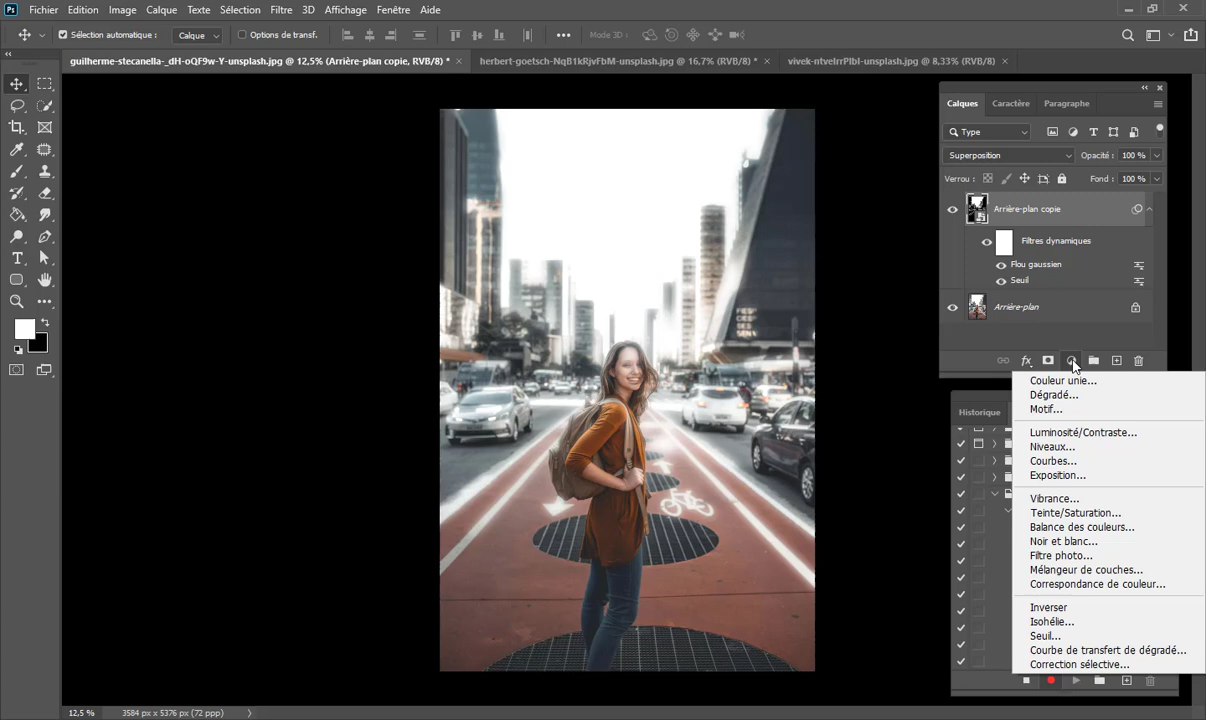 Ps Fichier Edition Image Calque Texte Sélection Filtre 3D Affichage Fenêtre Aide
Sélection automatique : Calque Options de transf. Mode 3D :
guilherme-stecanella-_dH-oQF9w-Y-unsplash.jpg @ 12,5% (Arrière-plan copie, RVB/8) * herbert-goetsch-NqB1kRjvFbM-unsplash.jpg @ 16,7% (RVB/8) * vivek-ntvelrrPlbI-unsplash.jpg @ 8,33% (RVB/8)
Calques Caractère Paragraphe
Type
Superposition Opacité : 100 %
Verrou : Fond : 100 %
Arrière-plan copie
Filtres dynamiques
Flou gaussien
Seuil
Arrière-plan
fx
Couleur unie...
Dégradé...
Motif...
Historique
Luminosité/Contraste...
Niveaux...
Courbes...
Exposition...
Vibrance...
Teinte/Saturation...
Balance des couleurs...
Noir et blanc...
Filtre photo...
Mélangeur de couches...
Correspondance de couleur...
Inverser
Isohélie...
Seuil...
Courbe de transfert de dégradé...
Correction sélective...
12,5 % 3584 px x 5376 px (72 ppp)